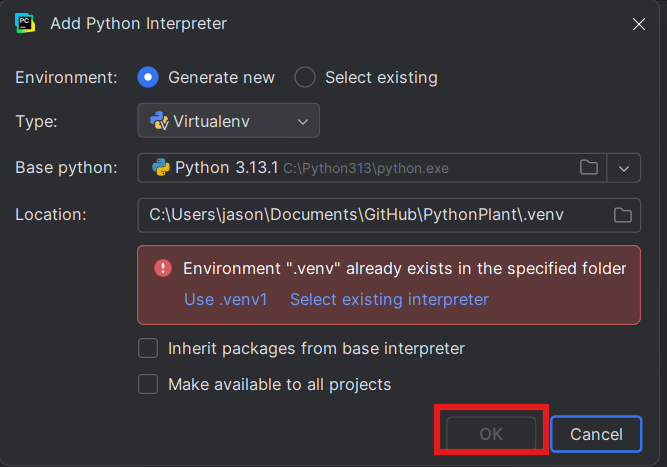 PC
Add Python Interpreter
Environment: Generate new Select existing
Type: Virtualenv
Base python: Python 3.13.1 C:\Python313\python.exe
Location: C:\Users\jason\Documents\GitHub\PythonPlant\.venv
Environment ".venv" already exists in the specified folder
Use .venv1 Select existing interpreter
Inherit packages from base interpreter
Make available to all projects
OK Cancel